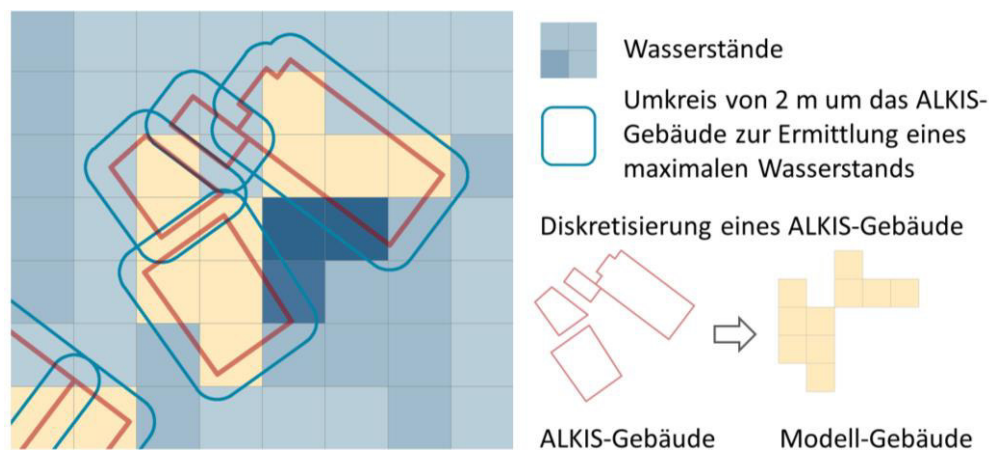 Wasserstände
Umkreis von 2 m um das ALKIS-
Gebäude zur Ermittlung eines
maximalen Wasserstands
Diskretisierung eines ALKIS-Gebäude
ALKIS-Gebäude
Modell-Gebäude